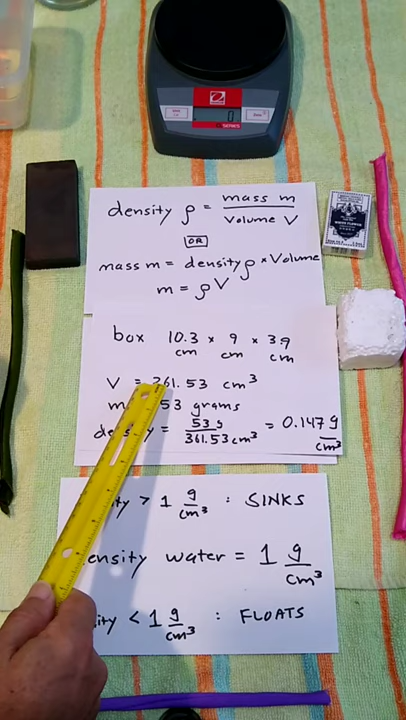 0
SERIES
density ρ = mass m / Volume V
OR
mass m = density ρ × Volume
m = ρ V
box 10.3 × 9 × 3.9
cm cm cm
V = 361.53 cm³
53 grams
= 53 g / 361.53 cm³ = 0.147 g / cm³
> 1 g / cm³ : SINKS
ensity water = 1 g / cm³
ity < 1 g / cm³ : FLOATS